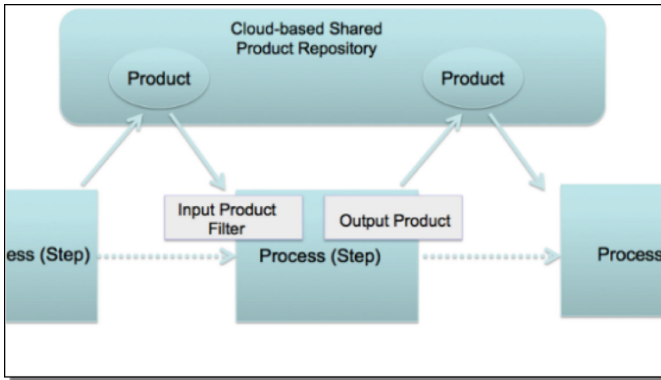 Cloud-based Shared
Product Repository
Product
Product
Input Product
Filter
Output Product
ess (Step)
Process (Step)
Process